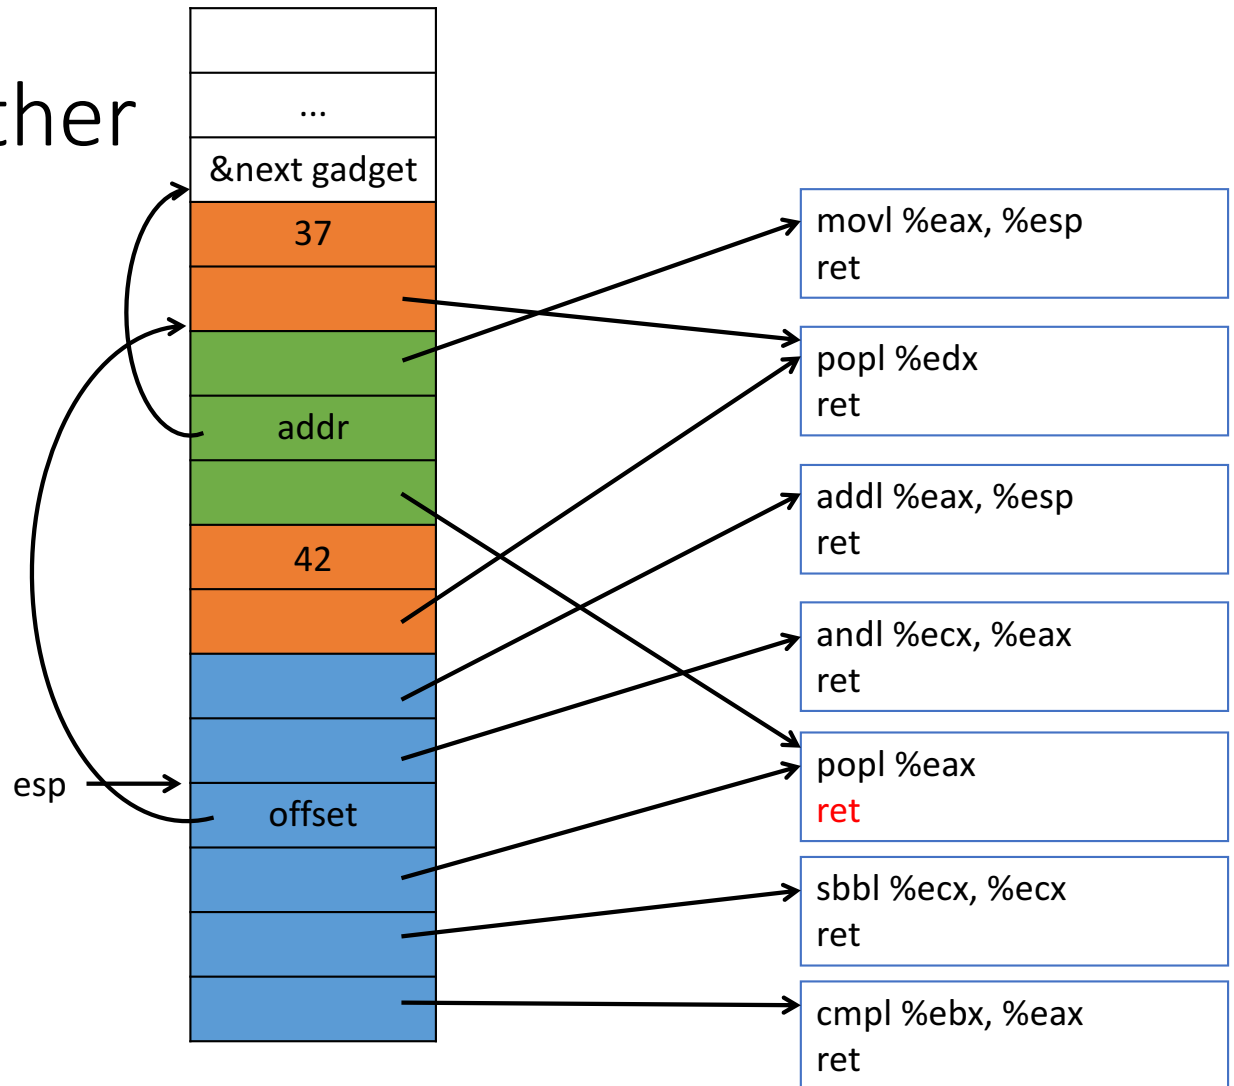 ther
...
&next gadget
37
addr
42
offset
esp
movl %eax, %esp
ret
popl %edx
ret
addl %eax, %esp
ret
andl %ecx, %eax
ret
popl %eax
ret
sbbl %ecx, %ecx
ret
cmpl %ebx, %eax
ret